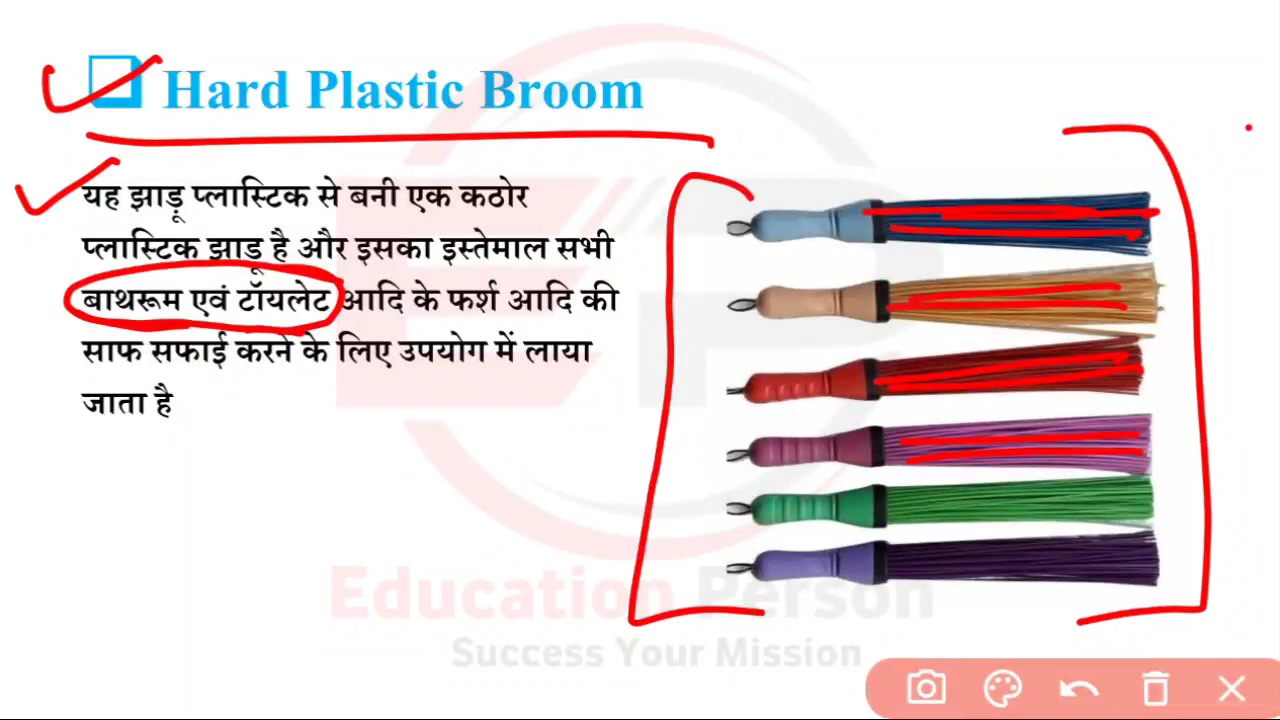 Hard Plastic Broom
यह झाड़ू प्लास्टिक से बनी एक कठोर
प्लास्टिक झाड़ू है और इसका इस्तेमाल सभी
बाथरूम एवं टॉयलेट आदि के फर्श आदि की
साफ सफाई करने के लिए उपयोग में लाया
जाता है
Education Person
Success Your Mission